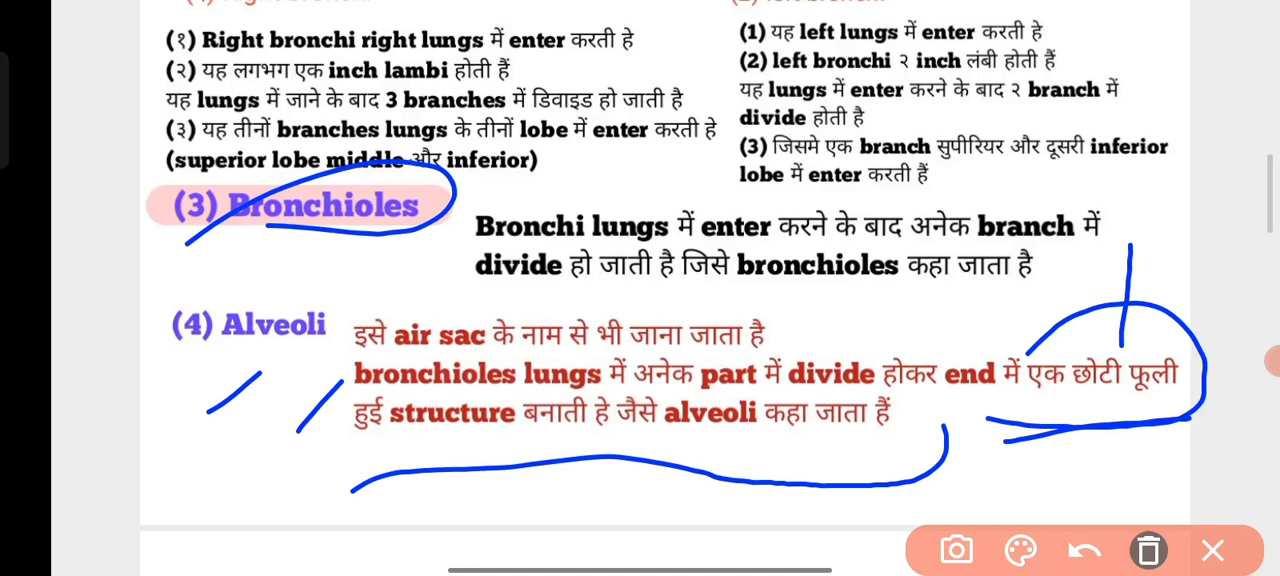 (१) Right bronchi right lungs में enter करती हे
(२) यह लगभग एक inch lambi होती हैं
यह lungs में जाने के बाद 3 branches में डिवाइड हो जाती है
(३) यह तीनों branches lungs के तीनों lobe में enter करती हे
(superior lobe middle और inferior)
(1) यह left lungs में enter करती हे
(2) left bronchi २ inch लंबी होती हैं
यह lungs में enter करने के बाद २ branch में
divide होती है
(3) जिसमे एक branch सुपीरियर और दूसरी inferior
lobe में enter करती हैं
(3) Bronchioles
Bronchi lungs में enter करने के बाद अनेक branch में
divide हो जाती है जिसे bronchioles कहा जाता है
(4) Alveoli
इसे air sac के नाम से भी जाना जाता है
bronchioles lungs में अनेक part में divide होकर end में एक छोटी फूली
हुई structure बनाती हे जैसे alveoli कहा जाता हैं